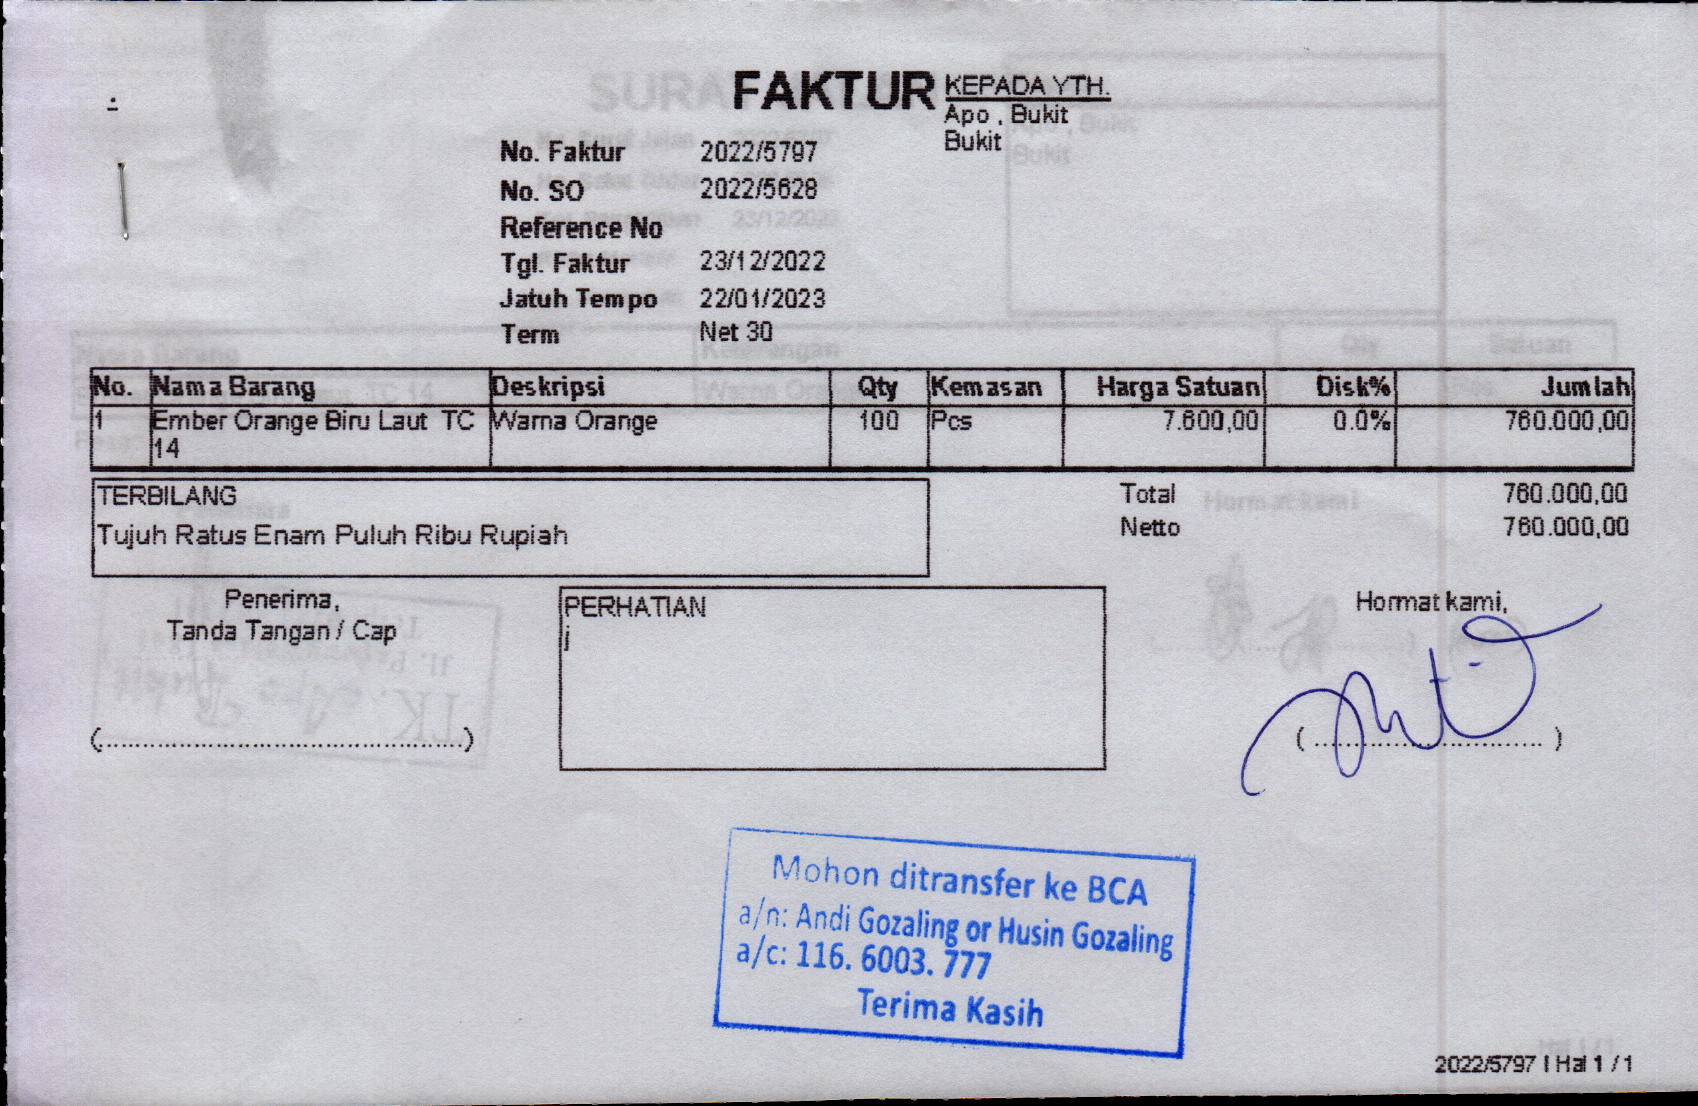 FAKTUR
KEPADA YTH.
Apo , Bukit
Bukit
No. Faktur 2022/5797
No. SO 2022/5628
Reference No
Tgl. Faktur 23/12/2022
Jatuh Tempo 22/01/2023
Term Net 30
No. Nama Barang Deskripsi Qty Kemasan Harga Satuan Disk% Jumlah
1 Ember Orange Biru Laut TC Warna Orange 100 Pcs 7.600,00 0.0% 760.000,00
14
TERBILANG Total 760.000,00
Tujuh Ratus Enam Puluh Ribu Rupiah Netto 760.000,00
Penerima,
Tanda Tangan / Cap
(..................................................)
PERHATIAN
j
Hormat kami,
( ............................... )
Mohon ditransfer ke BCA
a/n: Andi Gozaling or Husin Gozaling
a/c: 116. 6003. 777
Terima Kasih
2022/5797 I Hal 1 / 1